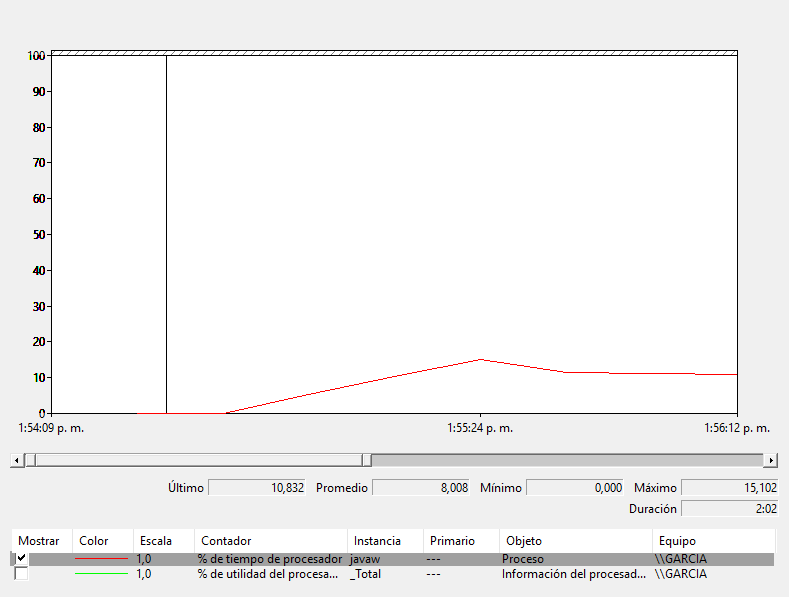 100
90
80
70
60
50
40
30
20
10
0
1:54:09 p. m. 1:55:24 p. m. 1:56:12 p. m.
Último 10,832 Promedio 8,008 Mínimo 0,000 Máximo 15,102
Duración 2:02
Mostrar Color Escala Contador Instancia Primario Objeto Equipo
1,0 % de tiempo de procesador javaw --- Proceso \\GARCIA
1,0 % de utilidad del procesa... _Total --- Información del procesad... \\GARCIA